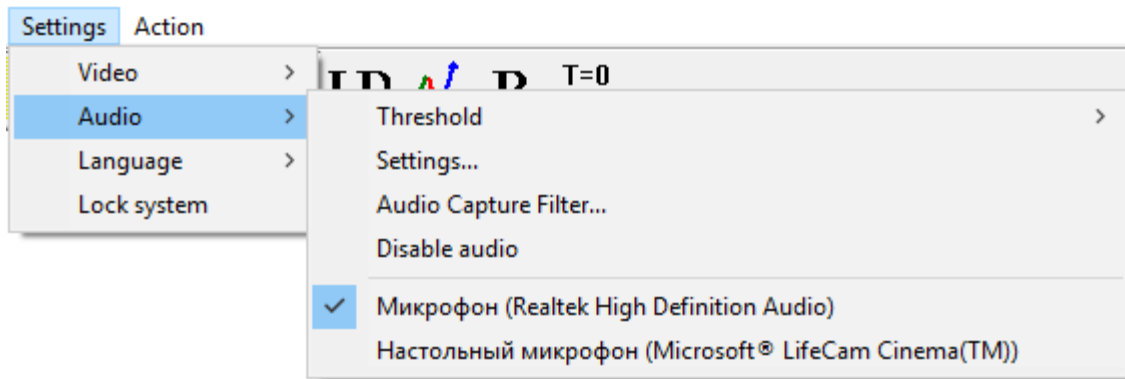 Settings Action
Video
T=0
Audio
Threshold
Language
Settings...
Lock system
Audio Capture Filter...
Disable audio
Микрофон (Realtek High Definition Audio)
Настольный микрофон (Microsoft® LifeCam Cinema(TM))